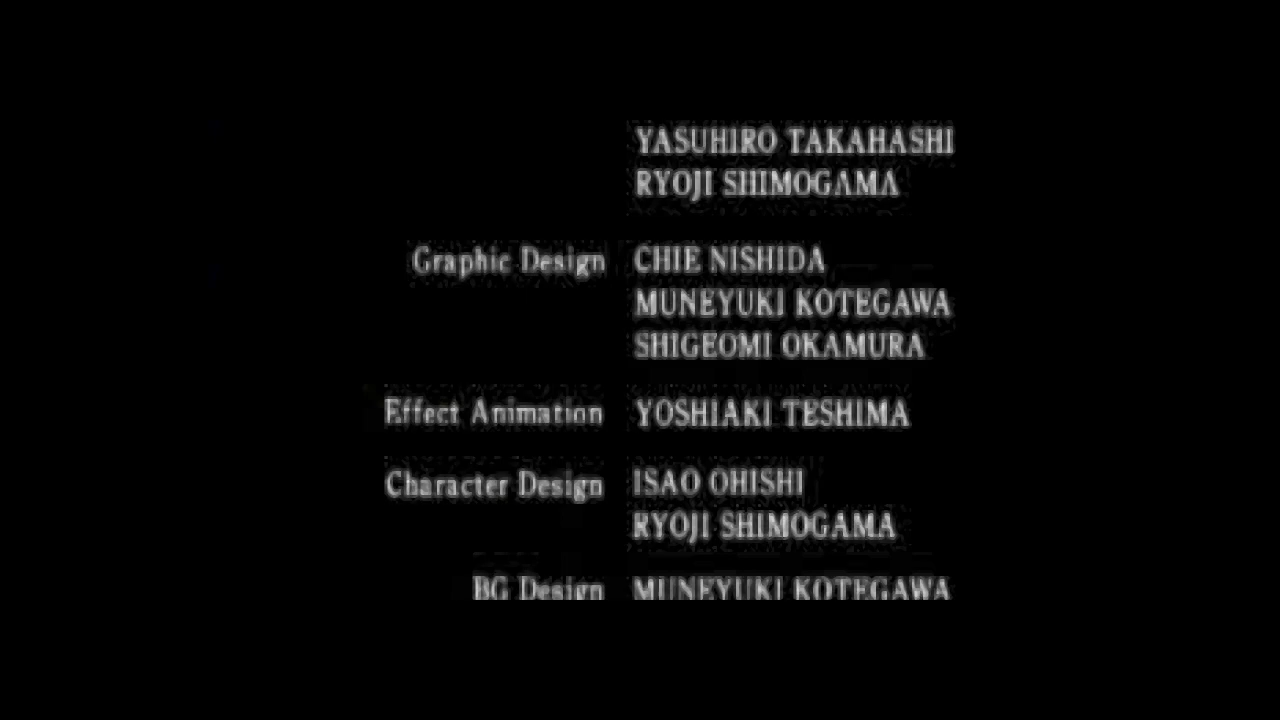 YASUHIRO TAKAHASHI
RYOJI SHIMOGAMA
Graphic Design CHIE NISHIDA
MUNEYUKI KOTEGAWA
SHIGEOMI OKAMURA
Effect Animation YOSHIAKI TESHIMA
Character Design ISAO OHISHI
RYOJI SHIMOGAMA
BG Design MUNEYUKI KOTEGAWA